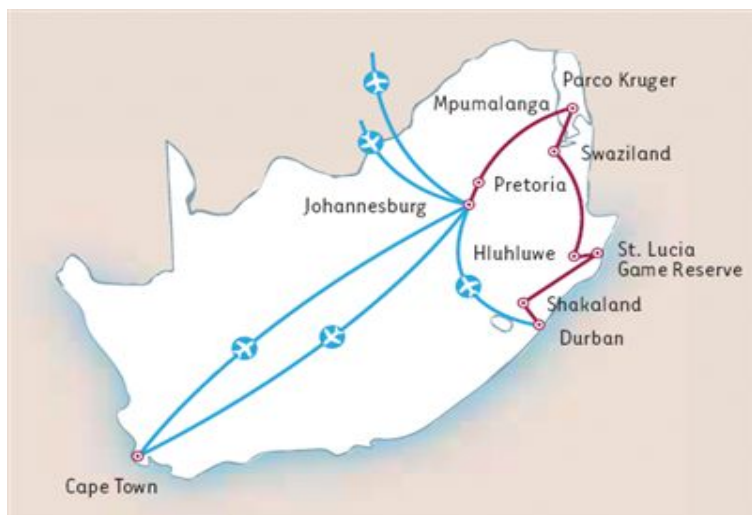 Parco Kruger
Mpumalanga
Swaziland
Pretoria
Johannesburg
Hluhluwe
St. Lucia
Game Reserve
Shakaland
Durban
Cape Town